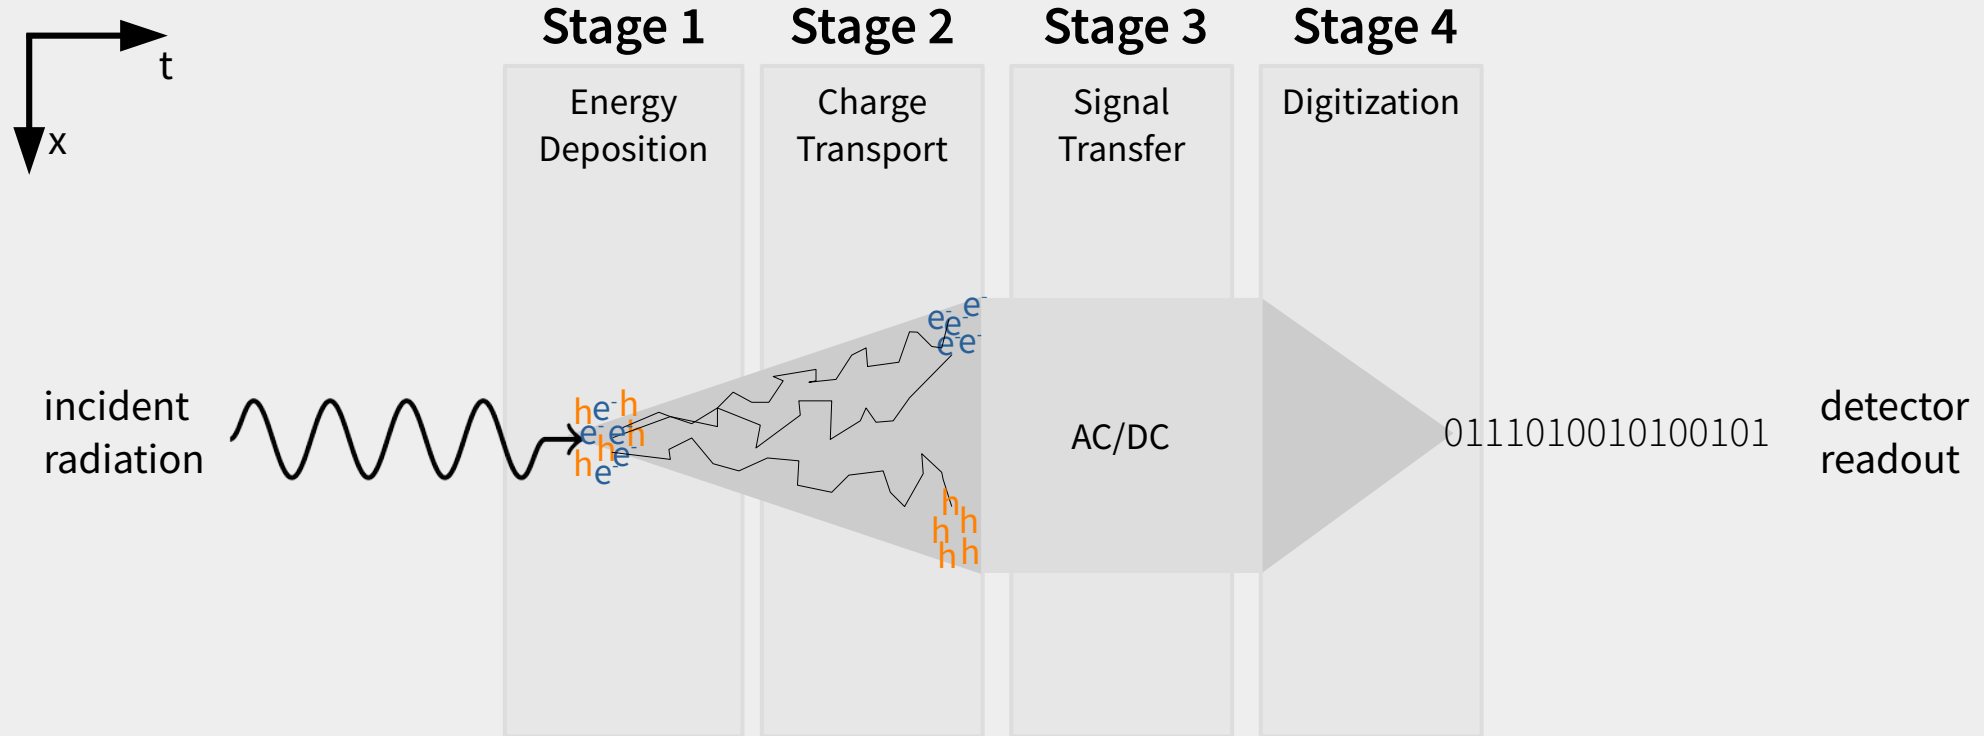 t
x
Stage 1
Stage 2
Stage 3
Stage 4
Energy
Deposition
Charge
Transport
Signal
Transfer
Digitization
incident
radiation
h e⁻ h
e⁻ e⁻ h
h e⁻
h e⁻
e⁻ e⁻
e⁻
e⁻ e⁻
h
h h
h h
AC/DC
0111010010100101
detector
readout